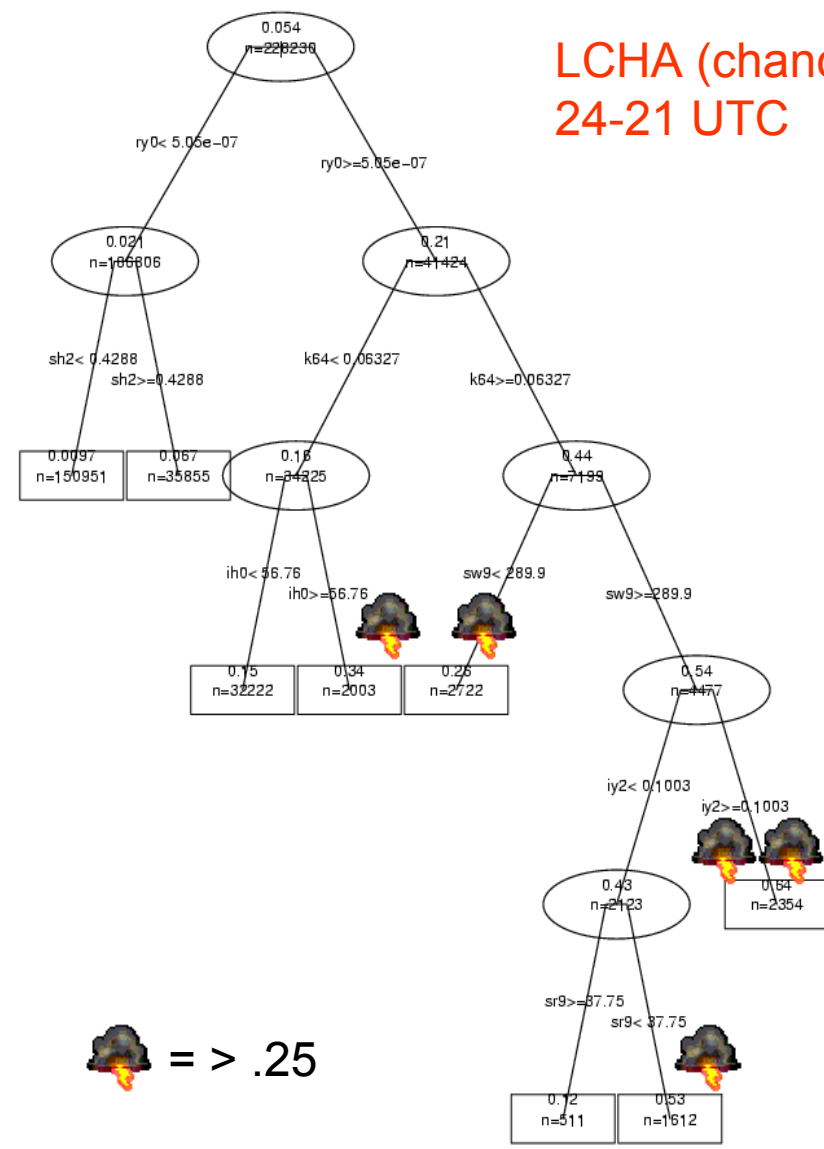 LCHA (chanc
24-21 UTC
0.054
n=228230
ry0< 5.05e−07
ry0>=5.05e−07
0.021
n=186806
0.21
n=41424
sh2< 0.4288
sh2>=0.4288
k64< 0.06327
k64>=0.06327
0.0097
n=150951
0.067
n=35855
0.16
n=34225
0.44
n=7199
ih0< 56.76
ih0>=56.76
sw9< 289.9
sw9>=289.9
0.15
n=32222
0.34
n=2003
0.26
n=2722
0.54
n=4477
iy2< 0.1003
iy2>=0.1003
0.43
n=2123
0.64
n=2354
sr9>=37.75
sr9< 37.75
= > .25
0.12
n=511
0.53
n=1612